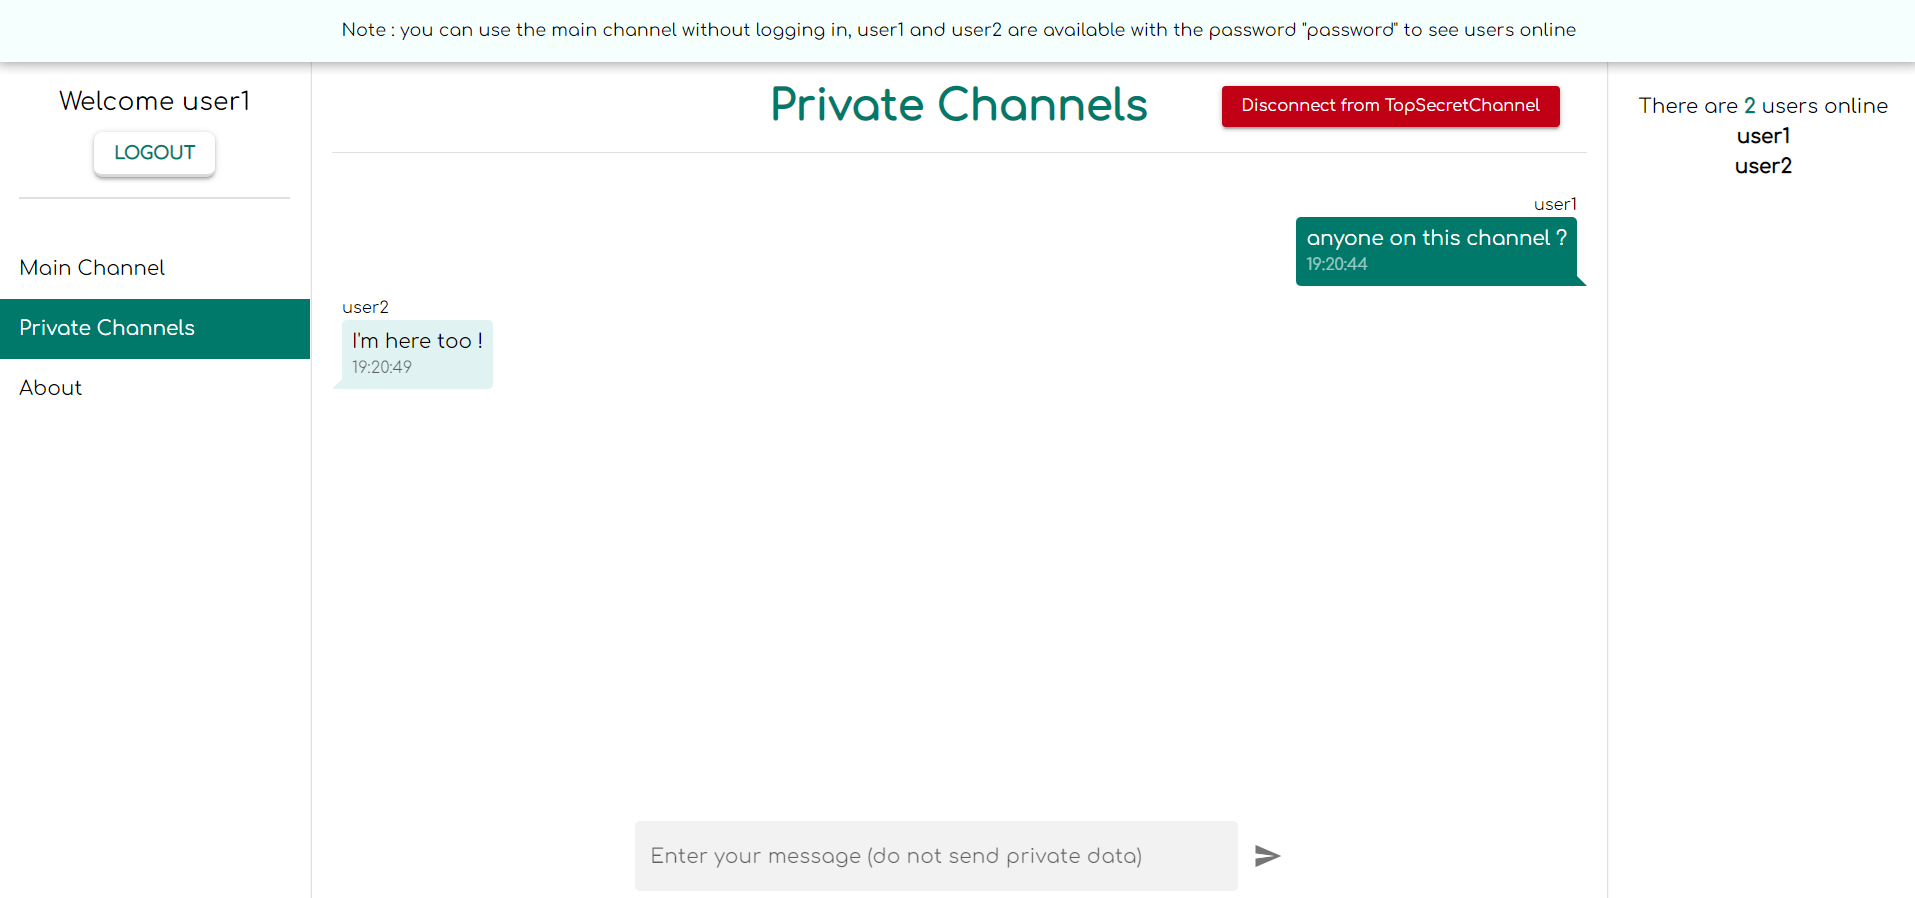 Note : you can use the main channel without logging in, user1 and user2 are available with the password "password" to see users online
Welcome user1
LOGOUT
Main Channel
Private Channels
About
Private Channels
Disconnect from TopSecretChannel
user1
anyone on this channel ?
19:20:44
user2
I'm here too !
19:20:49
Enter your message (do not send private data)
There are 2 users online
user1
user2